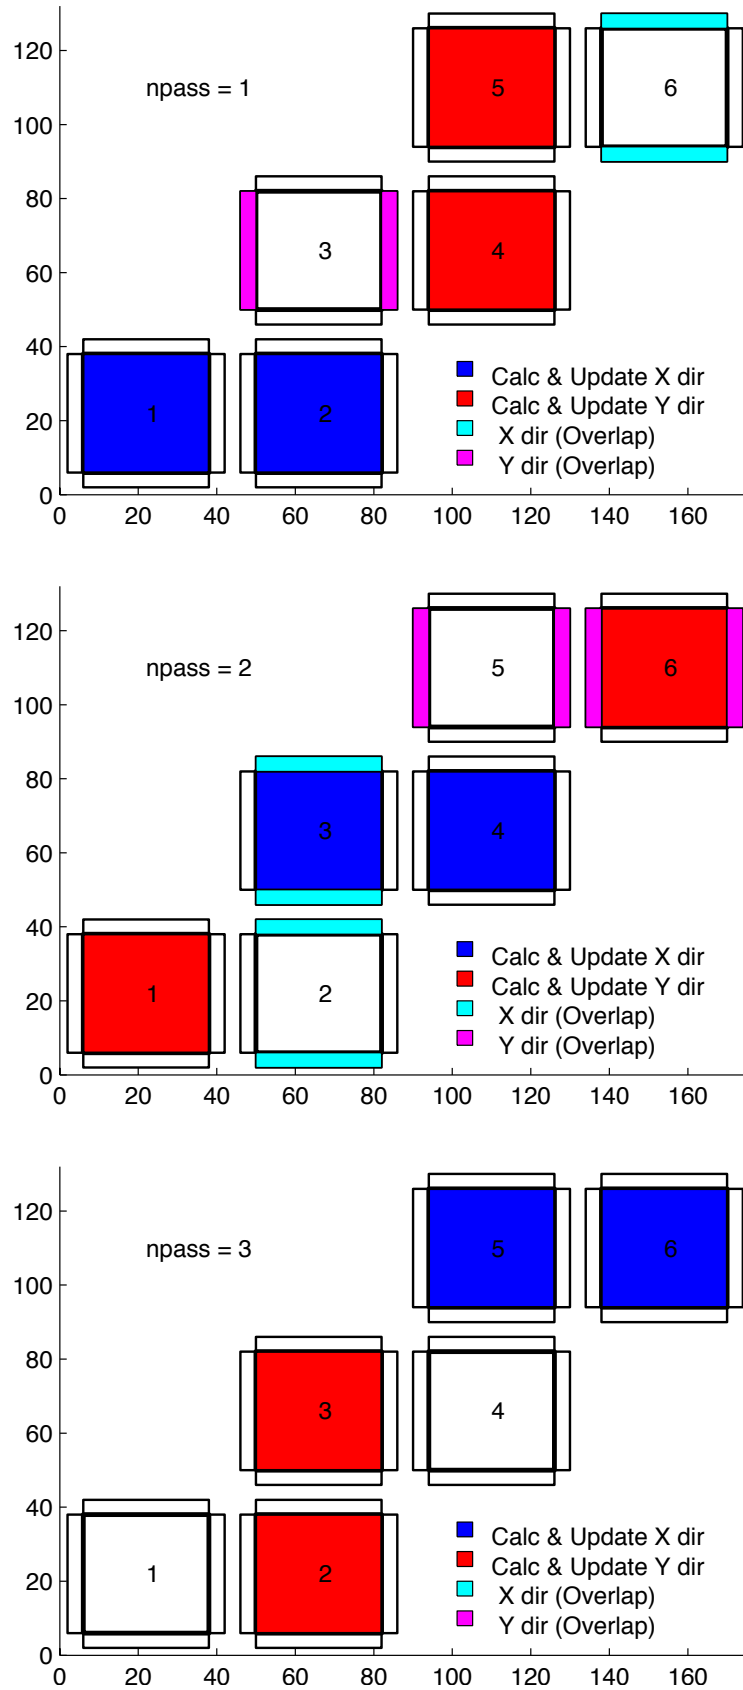 120
npass = 1
5
6
100
80
3
4
60
40
Calc & Update X dir
1
2
Calc & Update Y dir
20
X dir (Overlap)
Y dir (Overlap)
0
0 20 40 60 80 100 120 140 160
120
npass = 2
5
6
100
80
3
4
60
40
Calc & Update X dir
1
2
Calc & Update Y dir
20
X dir (Overlap)
Y dir (Overlap)
0
0 20 40 60 80 100 120 140 160
120
npass = 3
5
6
100
80
3
4
60
40
Calc & Update X dir
1
2
Calc & Update Y dir
20
X dir (Overlap)
Y dir (Overlap)
0
0 20 40 60 80 100 120 140 160